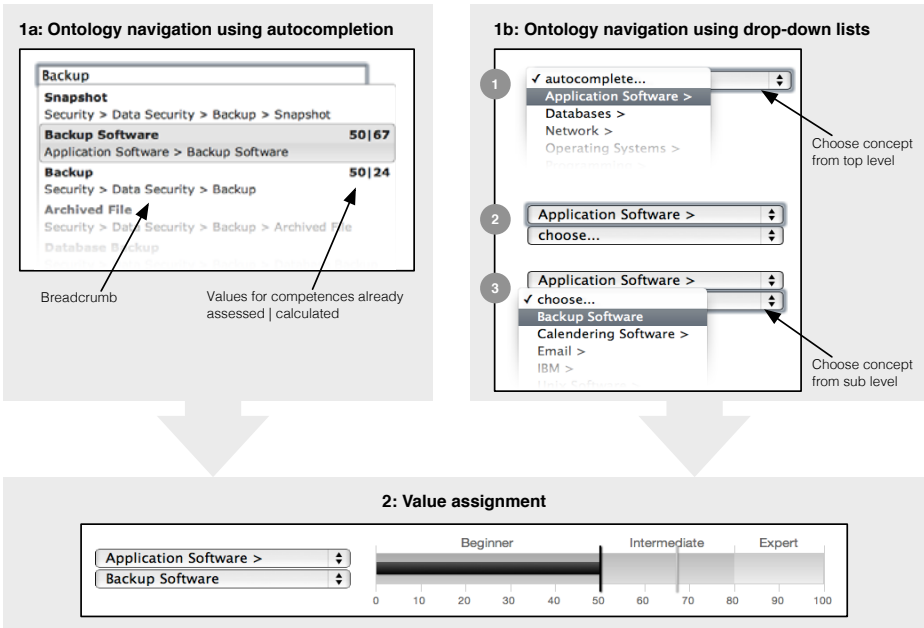 1a: Ontology navigation using autocompletion
Backup
Snapshot
Security > Data Security > Backup > Snapshot
Backup Software 50|67
Application Software > Backup Software
Backup 50|24
Security > Data Security > Backup
Archived File
Security > Data Security > Backup > Archived File
Database Backup
Breadcrumb
Values for competences already
assessed | calculated
1b: Ontology navigation using drop-down lists
1
✓ autocomplete...
Application Software >
Databases >
Network >
Operating Systems >
Programming >
Choose concept
from top level
2
Application Software >
choose...
3
Application Software >
✓ choose...
Backup Software
Calendering Software >
Email >
IBM >
Choose concept
from sub level
2: Value assignment
Application Software >
Backup Software
Beginner Intermediate Expert
0 10 20 30 40 50 60 70 80 90 100